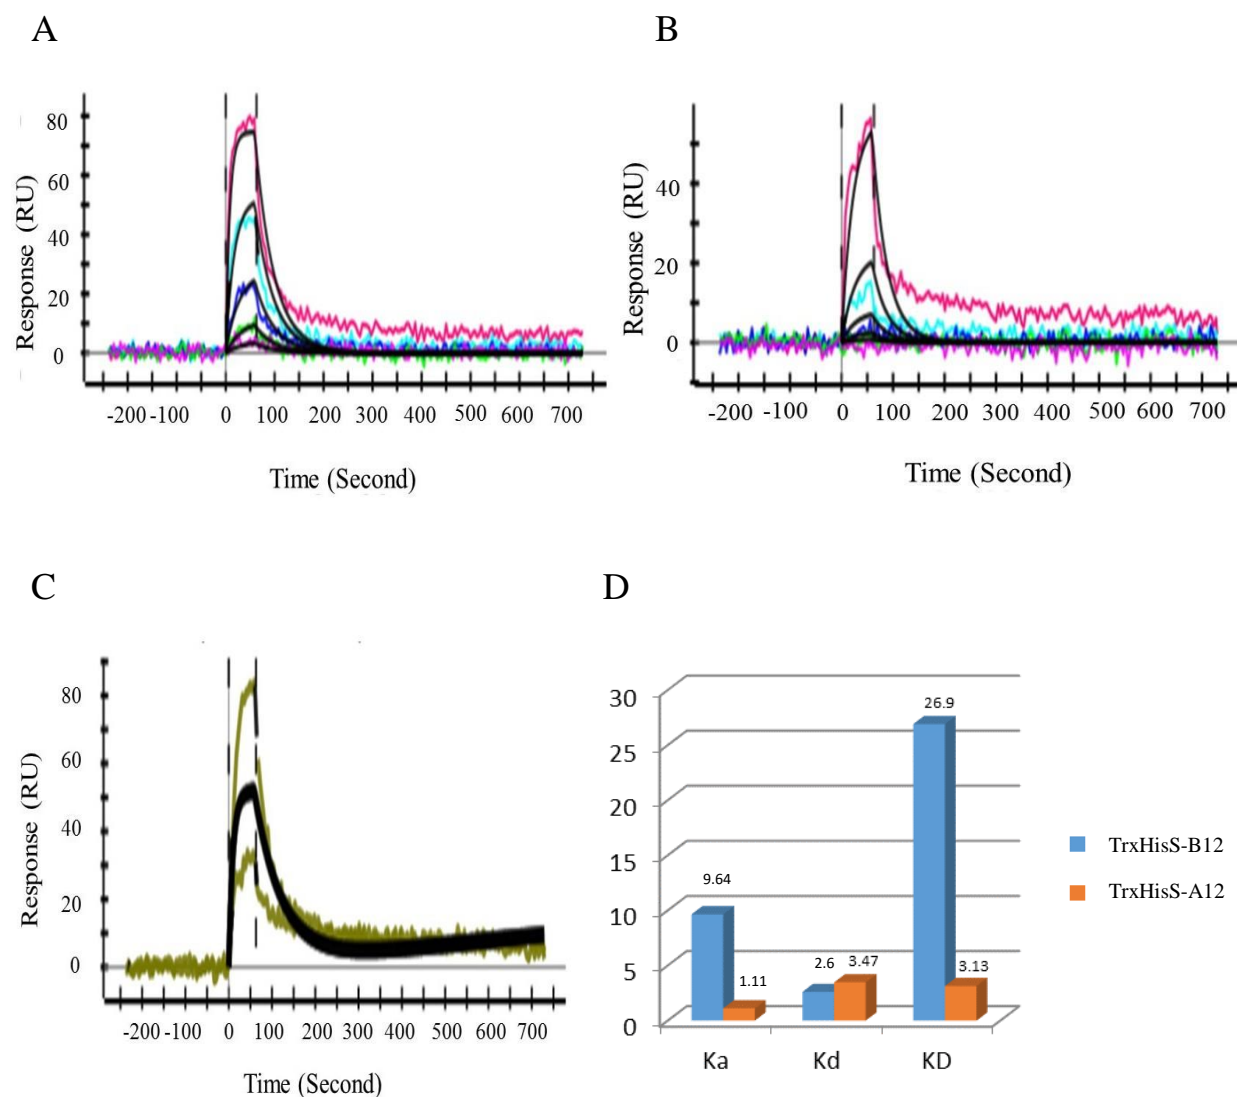 A
B
80
60
40
20
0
Response (RU)
-200 -100 0 100 200 300 400 500 600 700
Time (Second)
40
20
0
Response (RU)
-200 -100 0 100 200 300 400 500 600 700
Time (Second)
C
D
80
60
40
20
0
Response (RU)
-200 -100 0 100 200 300 400 500 600 700
Time (Second)
30
25
20
15
10
5
0
9.64
1.11
2.6
3.47
26.9
3.13
Ka Kd KD
TrxHisS-B12
TrxHisS-A12